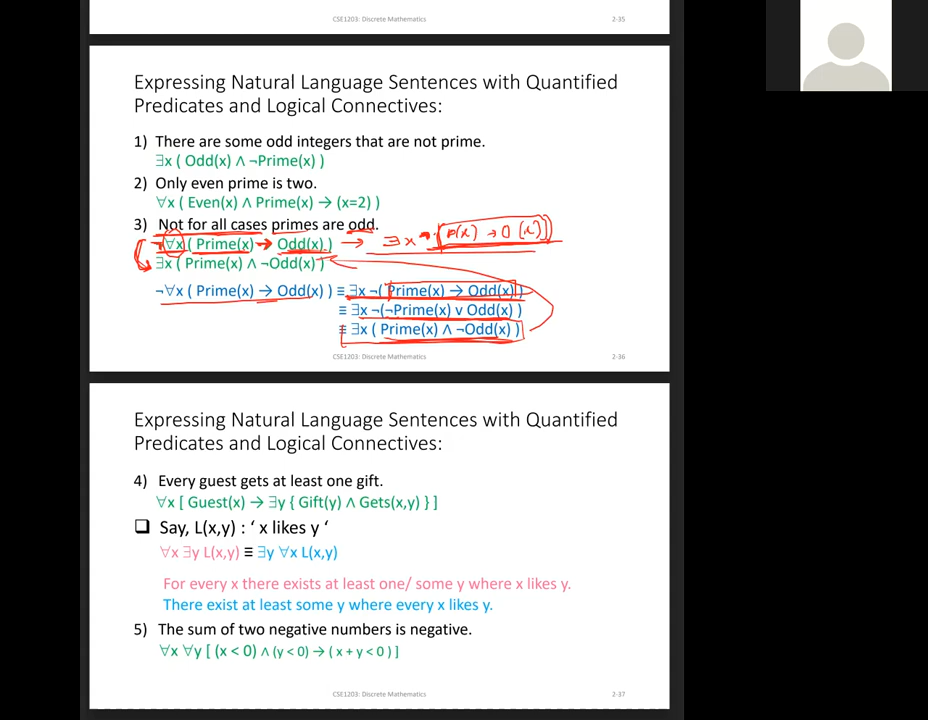 CSE1203: Discrete Mathematics 2-35
Expressing Natural Language Sentences with Quantified
Predicates and Logical Connectives:
1) There are some odd integers that are not prime.
∃x ( Odd(x) Λ ¬Prime(x) )
2) Only even prime is two.
∀x ( Even(x) Λ Prime(x) → (x=2) )
3) Not for all cases primes are odd.
¬∀x ( Prime(x) → Odd(x) ) → ∃x ¬[P(x) → O(x)]
∃x ( Prime(x) Λ ¬Odd(x) )
¬∀x ( Prime(x) → Odd(x) ) ≡ ∃x ¬( Prime(x) → Odd(x) )
≡ ∃x ¬(¬Prime(x) v Odd(x) )
≡ ∃x ( Prime(x) Λ ¬Odd(x) )
CSE1203: Discrete Mathematics 2-36
Expressing Natural Language Sentences with Quantified
Predicates and Logical Connectives:
4) Every guest gets at least one gift.
∀x [ Guest(x) → ∃y { Gift(y) Λ Gets(x,y) } ]
❑ Say, L(x,y) : ‘ x likes y ‘
∀x ∃y L(x,y) ≡ ∃y ∀x L(x,y)
For every x there exists at least one/ some y where x likes y.
There exist at least some y where every x likes y.
5) The sum of two negative numbers is negative.
∀x ∀y [ (x < 0) Λ (y < 0) → ( x + y < 0 ) ]
CSE1203: Discrete Mathematics 2-37